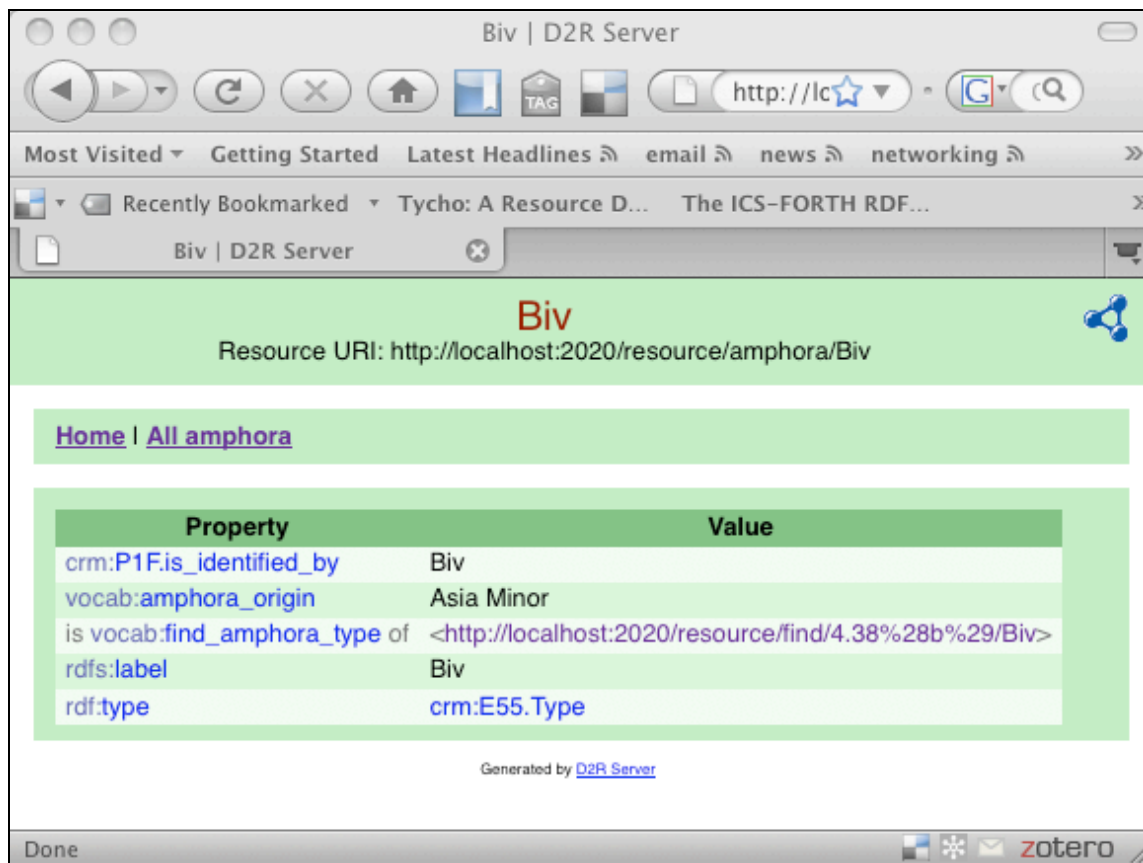 Biv | D2R Server
TAG
http://lc
G
Most Visited Getting Started Latest Headlines email news networking »
Recently Bookmarked Tycho: A Resource D... The ICS-FORTH RDF...
Biv | D2R Server
Biv
Resource URI: http://localhost:2020/resource/amphora/Biv
Home | All amphora
Property Value
crm:P1F.is_identified_by Biv
vocab:amphora_origin Asia Minor
is vocab:find_amphora_type of <http://localhost:2020/resource/find/4.38%28b%29/Biv>
rdfs:label Biv
rdf:type crm:E55.Type
Generated by D2R Server
Done zotero